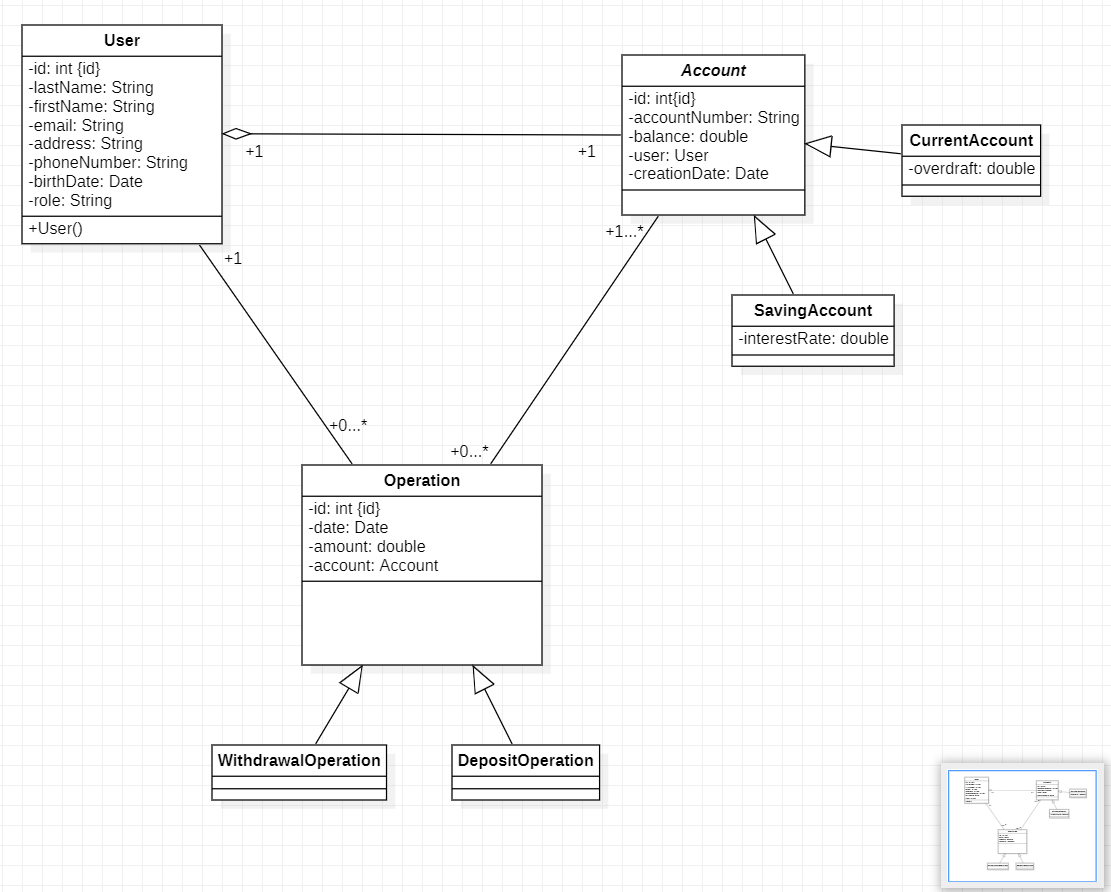 User
-id: int {id}
-lastName: String
-firstName: String
-email: String
-address: String
-phoneNumber: String
-birthDate: Date
-role: String
+User()
+1
+1
Account
-id: int{id}
-accountNumber: String
-balance: double
-user: User
-creationDate: Date
CurrentAccount
-overdraft: double
+1...*
SavingAccount
-interestRate: double
+1
+0...*
+0...*
Operation
-id: int {id}
-date: Date
-amount: double
-account: Account
WithdrawalOperation
DepositOperation